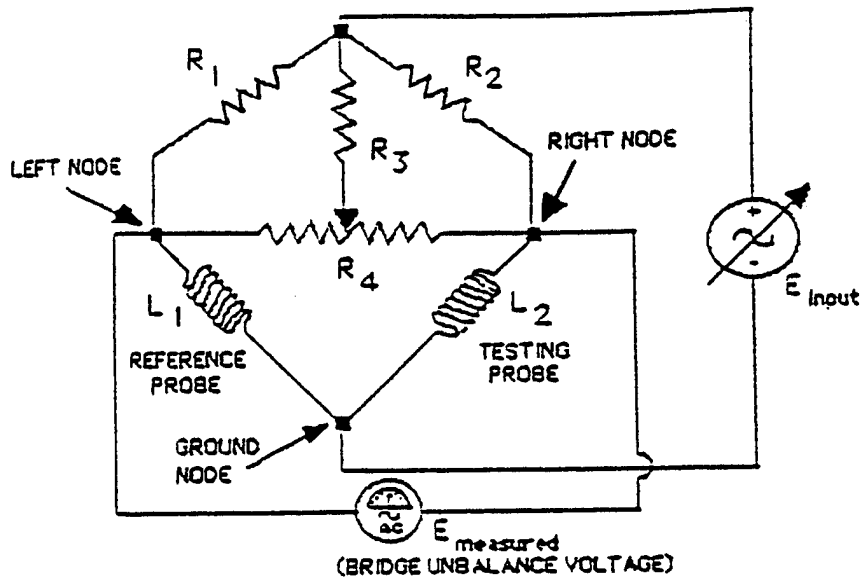 R1
R2
R3
RIGHT NODE
LEFT NODE
R4
E Input
L1
L2
REFERENCE
PROBE
TESTING
PROBE
GROUND
NODE
AC
E measured
(BRIDGE UNBALANCE VOLTAGE)